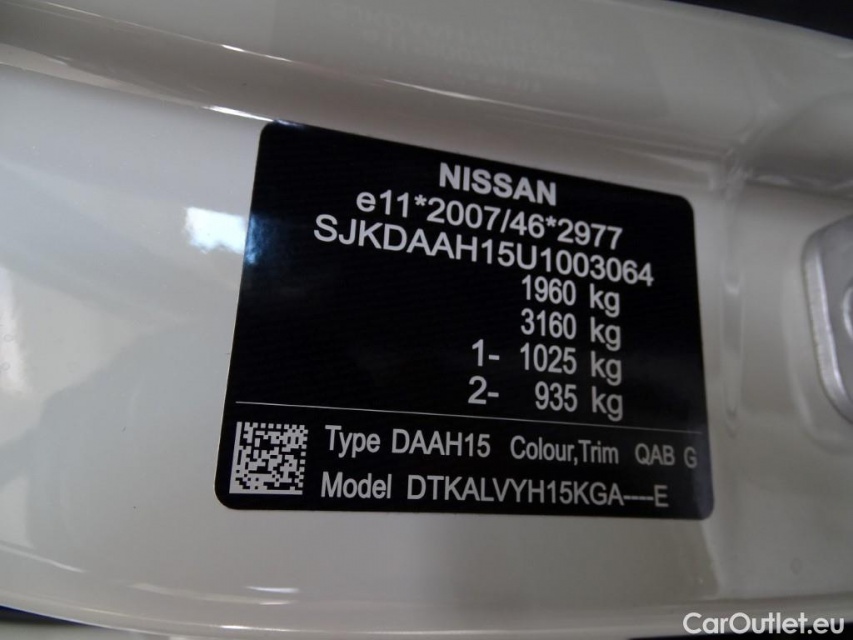 NISSAN
e11*2007/46*2977
SJKDAAH15U1003064
1960 kg
3160 kg
1- 1025 kg
2- 935 kg
Type DAAH15 Colour,Trim QAB G
Model DTKALVYH15KGA----E
CarOutlet.eu